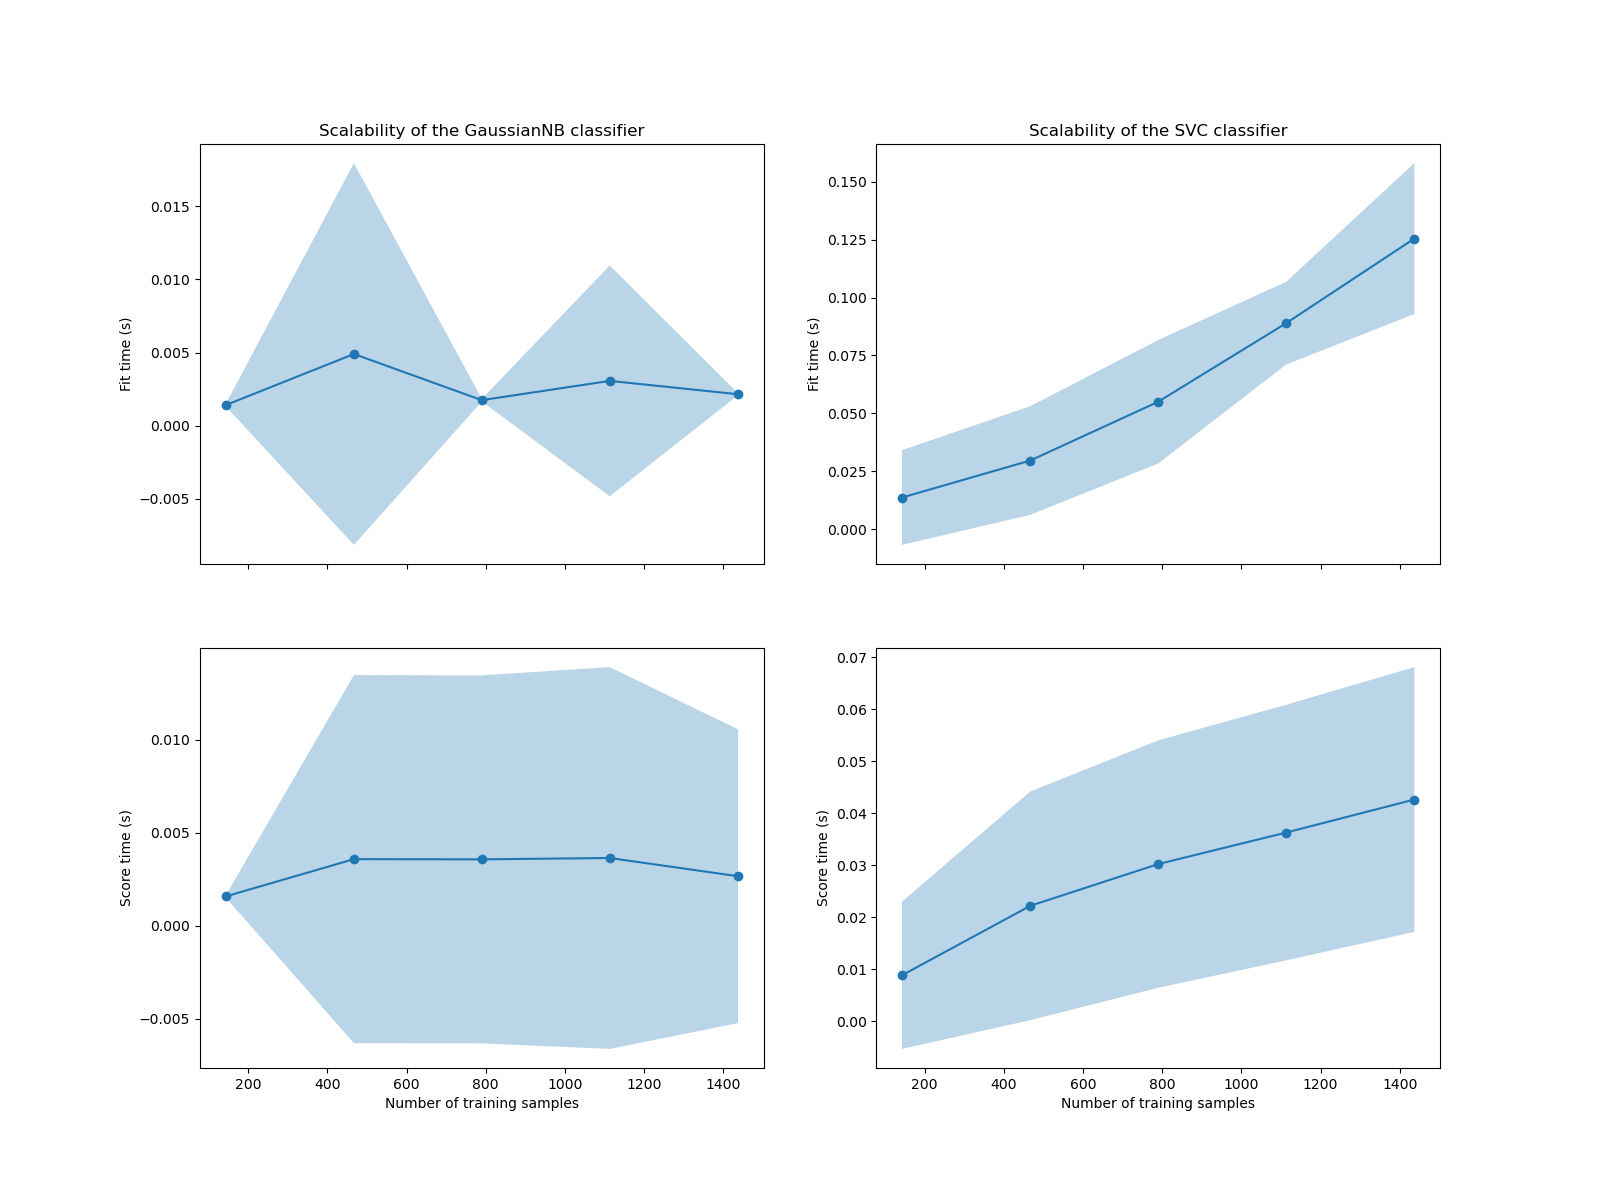 Scalability of the GaussianNB classifier
Fit time (s)
0.015
0.010
0.005
0.000
−0.005
Scalability of the SVC classifier
Fit time (s)
0.150
0.125
0.100
0.075
0.050
0.025
0.000
Score time (s)
0.010
0.005
0.000
−0.005
200 400 600 800 1000 1200 1400
Number of training samples
Score time (s)
0.07
0.06
0.05
0.04
0.03
0.02
0.01
0.00
200 400 600 800 1000 1200 1400
Number of training samples